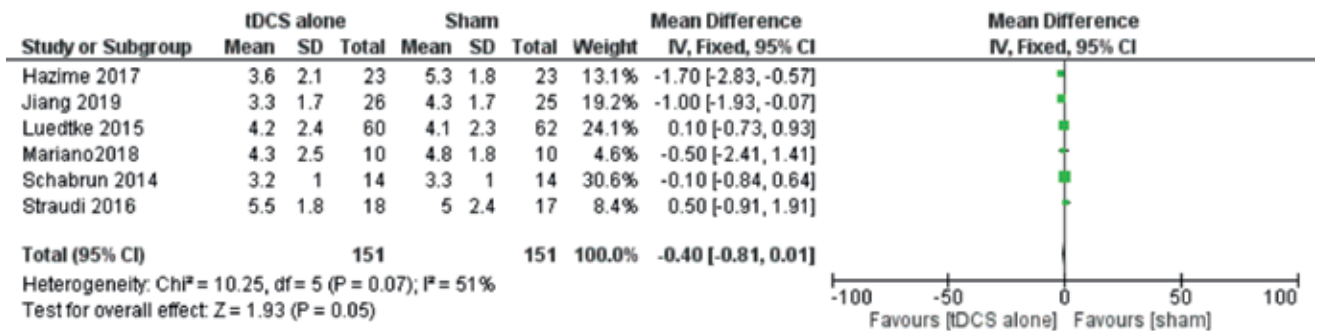 tDCS alone Sham Mean Difference Mean Difference
Study or Subgroup Mean SD Total Mean SD Total Weight IV, Fixed, 95% CI IV, Fixed, 95% CI
Hazime 2017 3.6 2.1 23 5.3 1.8 23 13.1% -1.70 [-2.83, -0.57]
Jiang 2019 3.3 1.7 26 4.3 1.7 25 19.2% -1.00 [-1.93, -0.07]
Luedtke 2015 4.2 2.4 60 4.1 2.3 62 24.1% 0.10 [-0.73, 0.93]
Mariano2018 4.3 2.5 10 4.8 1.8 10 4.6% -0.50 [-2.41, 1.41]
Schabrun 2014 3.2 1 14 3.3 1 14 30.6% -0.10 [-0.84, 0.64]
Straudi 2016 5.5 1.8 18 5 2.4 17 8.4% 0.50 [-0.91, 1.91]
Total (95% CI) 151 151 100.0% -0.40 [-0.81, 0.01]
Heterogeneity: Chi² = 10.25, df = 5 (P = 0.07); I² = 51%
Test for overall effect: Z = 1.93 (P = 0.05)
-100 -50 0 50 100
Favours [tDCS alone] Favours [sham]